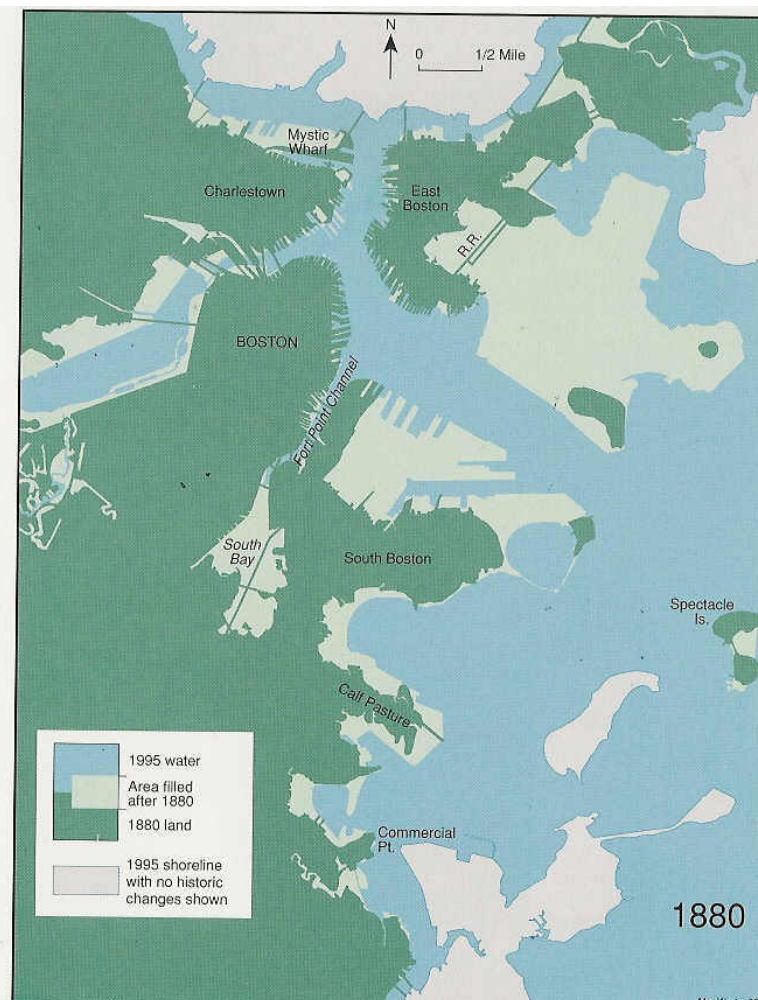 N
0 1/2 Mile
Mystic
Wharf
Charlestown
East
Boston
R.R.
BOSTON
Fort Point Channel
South
Bay
South Boston
Spectacle
Is.
Calf Pasture
1995 water
Area filled
after 1880
1880 land
Commercial
Pt.
1995 shoreline
with no historic
changes shown
1880